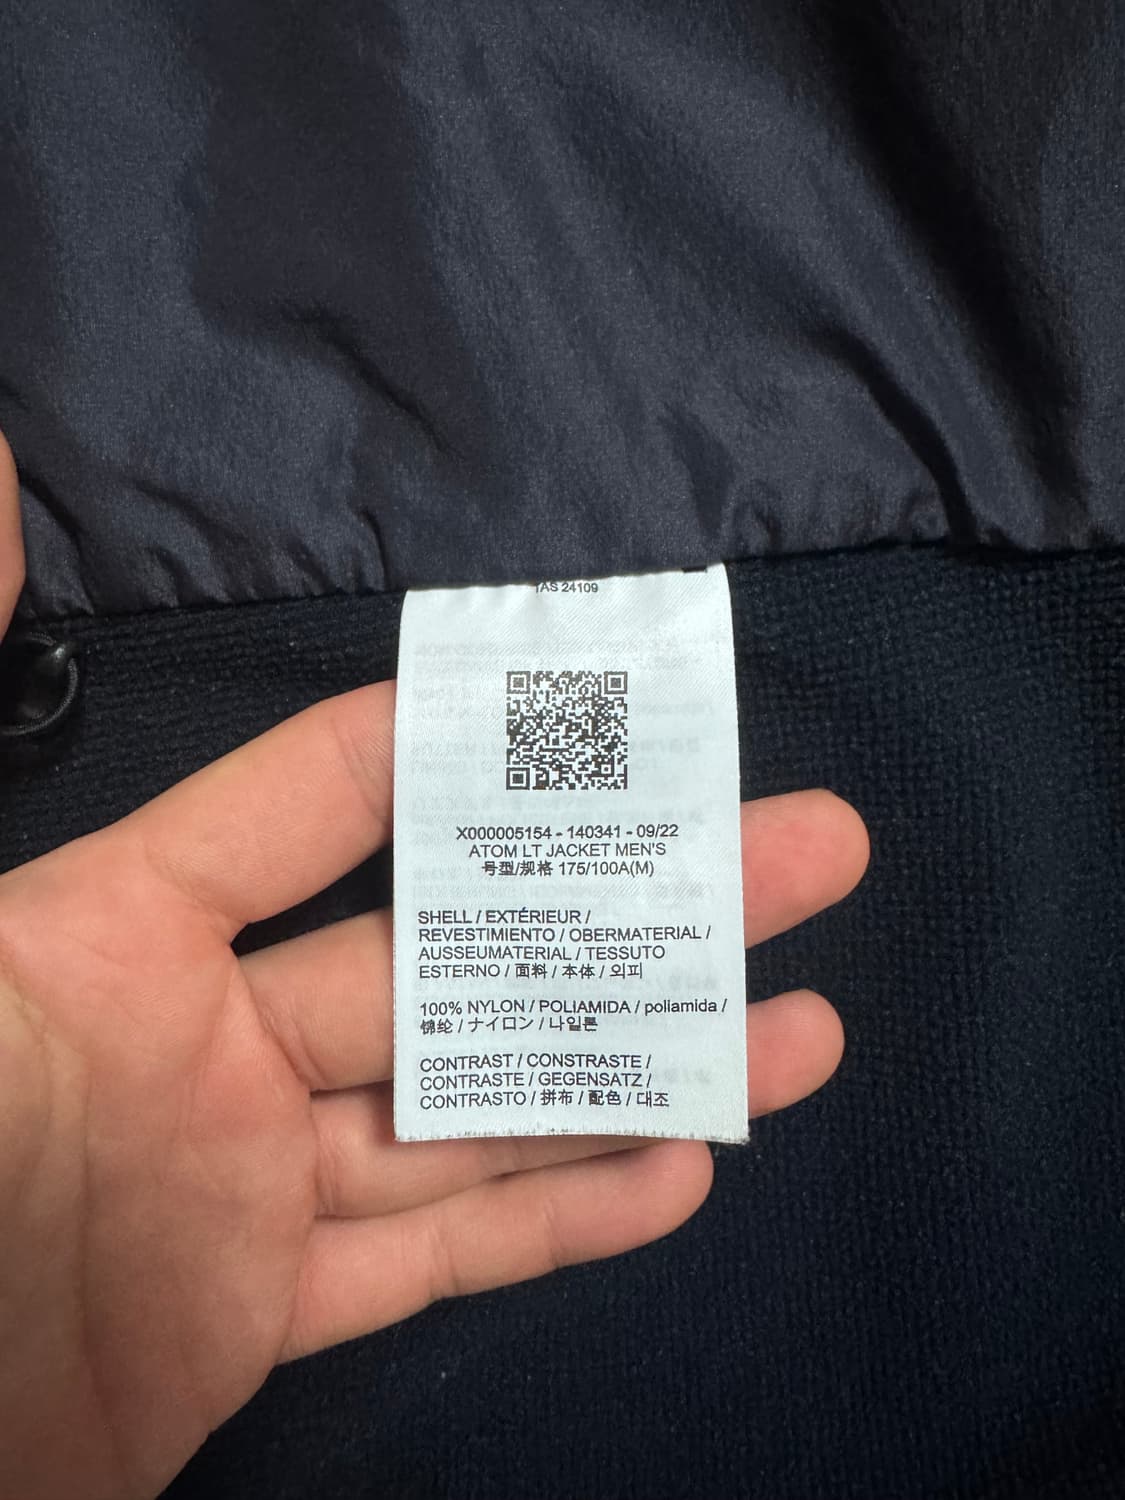 TAS 24109
X000005154 - 140341 - 09/22
ATOM LT JACKET MEN'S
号型/规格 175/100A(M)
SHELL / EXTÉRIEUR /
REVESTIMIENTO / OBERMATERIAL /
AUSSEUMATERIAL / TESSUTO
ESTERNO / 面料 / 本体 / 외피
100% NYLON / POLIAMIDA / poliamida /
锦纶 / ナイロン / 나일론
CONTRAST / CONSTRASTE /
CONTRASTE / GEGENSATZ /
CONTRASTO / 拼布 / 配色 / 대조